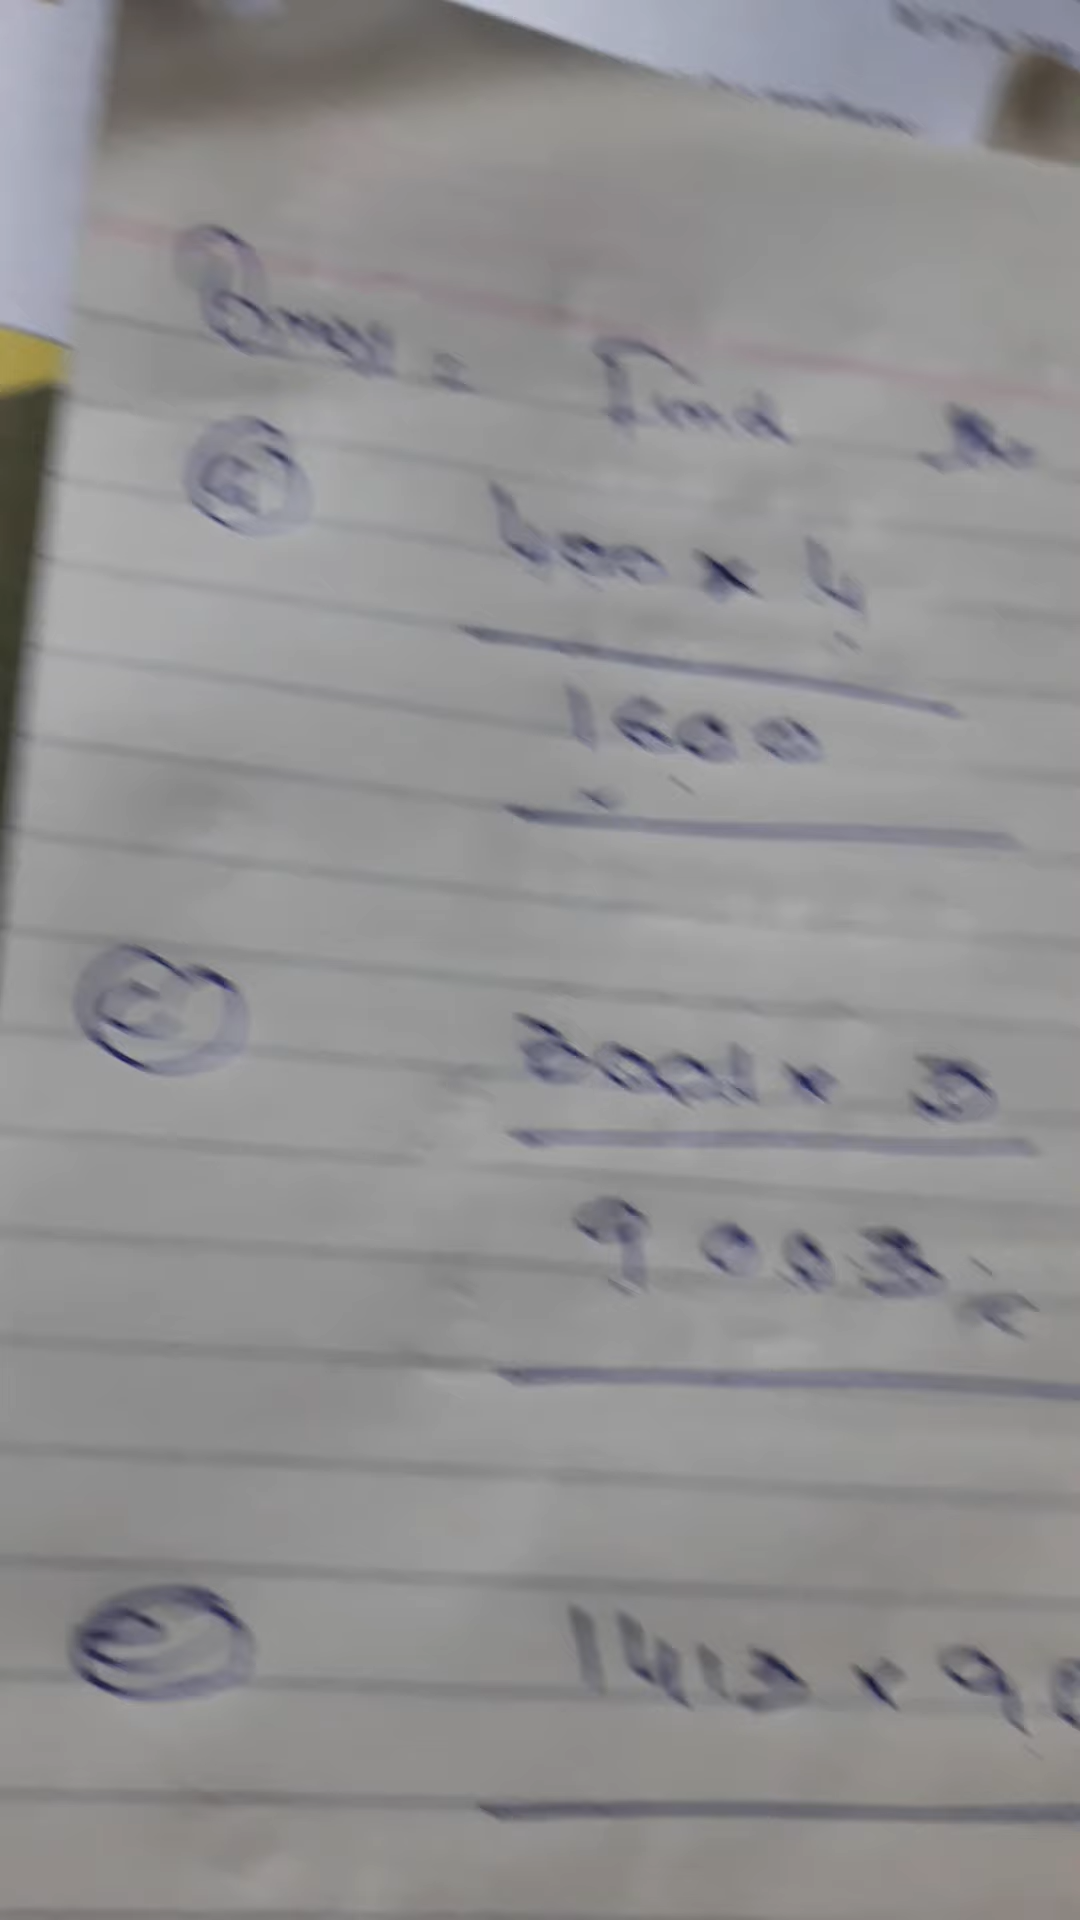 Find
(a) 400 × 4
1600
(c) 3001 × 3
9003
(e) 1413 × 9